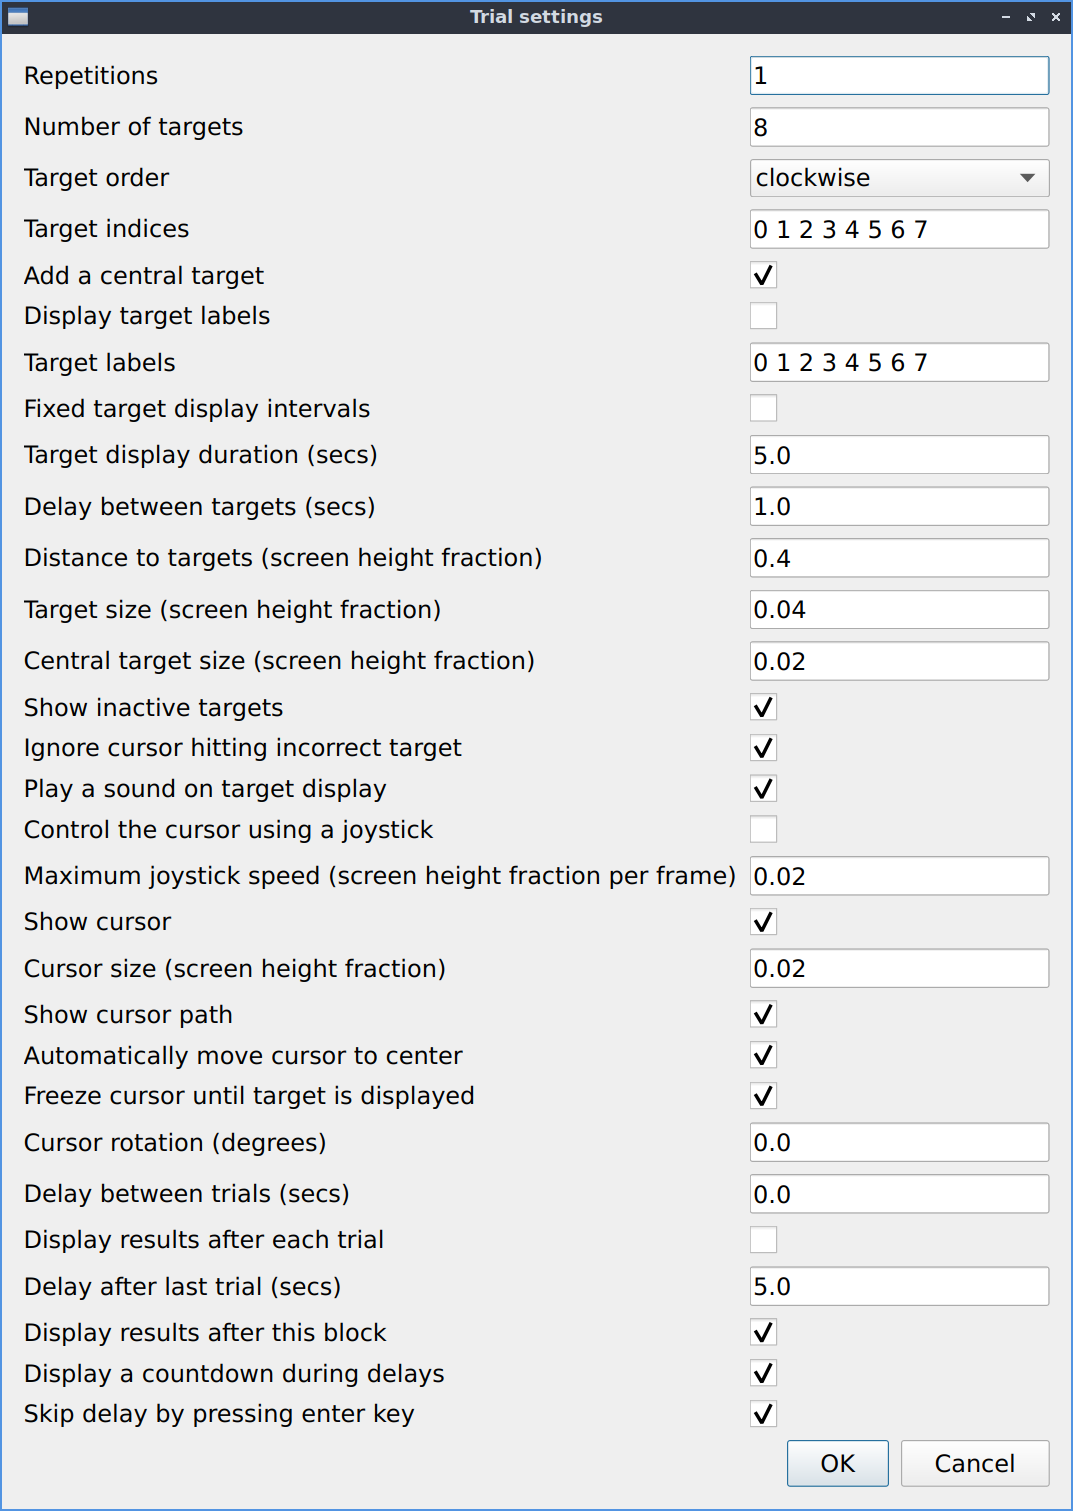 Trial settings
Repetitions 1
Number of targets 8
Target order clockwise
Target indices 0 1 2 3 4 5 6 7
Add a central target
Display target labels
Target labels 0 1 2 3 4 5 6 7
Fixed target display intervals
Target display duration (secs) 5.0
Delay between targets (secs) 1.0
Distance to targets (screen height fraction) 0.4
Target size (screen height fraction) 0.04
Central target size (screen height fraction) 0.02
Show inactive targets
Ignore cursor hitting incorrect target
Play a sound on target display
Control the cursor using a joystick
Maximum joystick speed (screen height fraction per frame) 0.02
Show cursor
Cursor size (screen height fraction) 0.02
Show cursor path
Automatically move cursor to center
Freeze cursor until target is displayed
Cursor rotation (degrees) 0.0
Delay between trials (secs) 0.0
Display results after each trial
Delay after last trial (secs) 5.0
Display results after this block
Display a countdown during delays
Skip delay by pressing enter key
OK Cancel